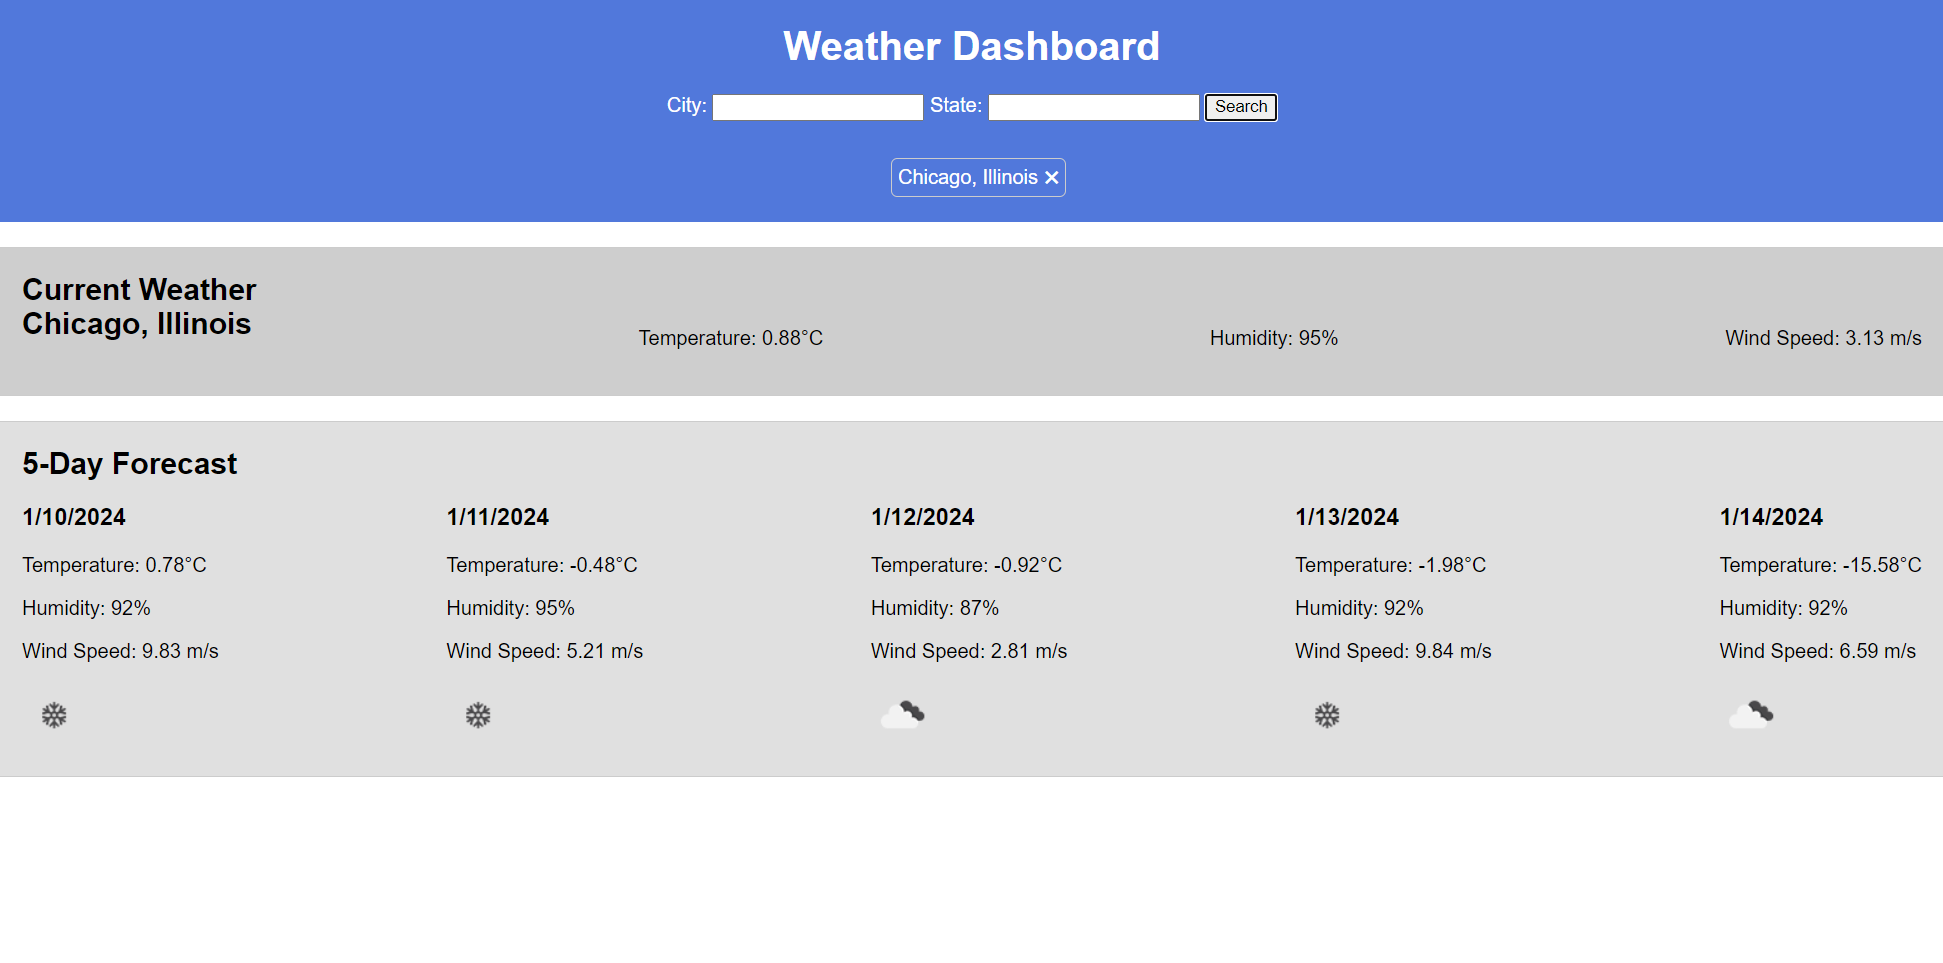 Weather Dashboard
City: State: Search
Chicago, Illinois ✕
Current Weather
Chicago, Illinois
Temperature: 0.88°C
Humidity: 95%
Wind Speed: 3.13 m/s
5-Day Forecast
1/10/2024
Temperature: 0.78°C
Humidity: 92%
Wind Speed: 9.83 m/s
1/11/2024
Temperature: -0.48°C
Humidity: 95%
Wind Speed: 5.21 m/s
1/12/2024
Temperature: -0.92°C
Humidity: 87%
Wind Speed: 2.81 m/s
1/13/2024
Temperature: -1.98°C
Humidity: 92%
Wind Speed: 9.84 m/s
1/14/2024
Temperature: -15.58°C
Humidity: 92%
Wind Speed: 6.59 m/s